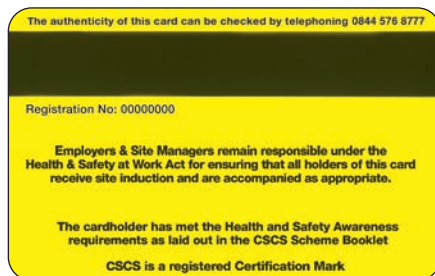 The authenticity of this card can be checked by telephoning 0844 576 8777
Registration No: 00000000
Employers & Site Managers remain responsible under the
Health & Safety at Work Act for ensuring that all holders of this card
receive site induction and are accompanied as appropriate.
The cardholder has met the Health and Safety Awareness
requirements as laid out in the CSCS Scheme Booklet
CSCS is a registered Certification Mark